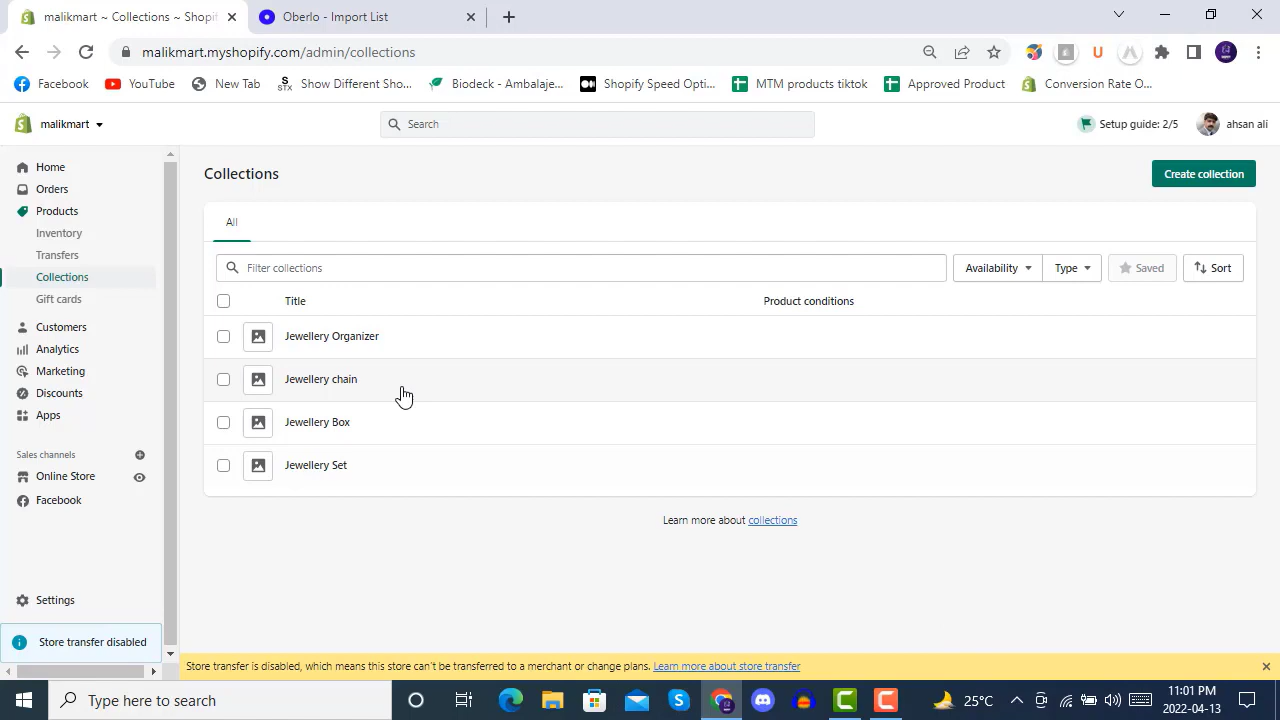 malikmart ~ Collections ~ Shopif
Oberlo - Import List
malikmart.myshopify.com/admin/collections
Facebook
YouTube
New Tab
STX
Show Different Sho...
Biodeck - Ambalaje...
Shopify Speed Opti...
MTM products tiktok
Approved Product
Conversion Rate O...
malikmart
Search
Setup guide: 2/5
ahsan ali
Home
Orders
Products
Inventory
Transfers
Collections
Gift cards
Customers
Analytics
Marketing
Discounts
Apps
Sales channels
Online Store
Facebook
Settings
Store transfer disabled
Collections
Create collection
All
Filter collections
Availability
Type
Saved
Sort
Title
Product conditions
Jewellery Organizer
Jewellery chain
Jewellery Box
Jewellery Set
Learn more about collections
Store transfer is disabled, which means this store can't be transferred to a merchant or change plans. Learn more about store transfer
Type here to search
25°C
11:01 PM
2022-04-13